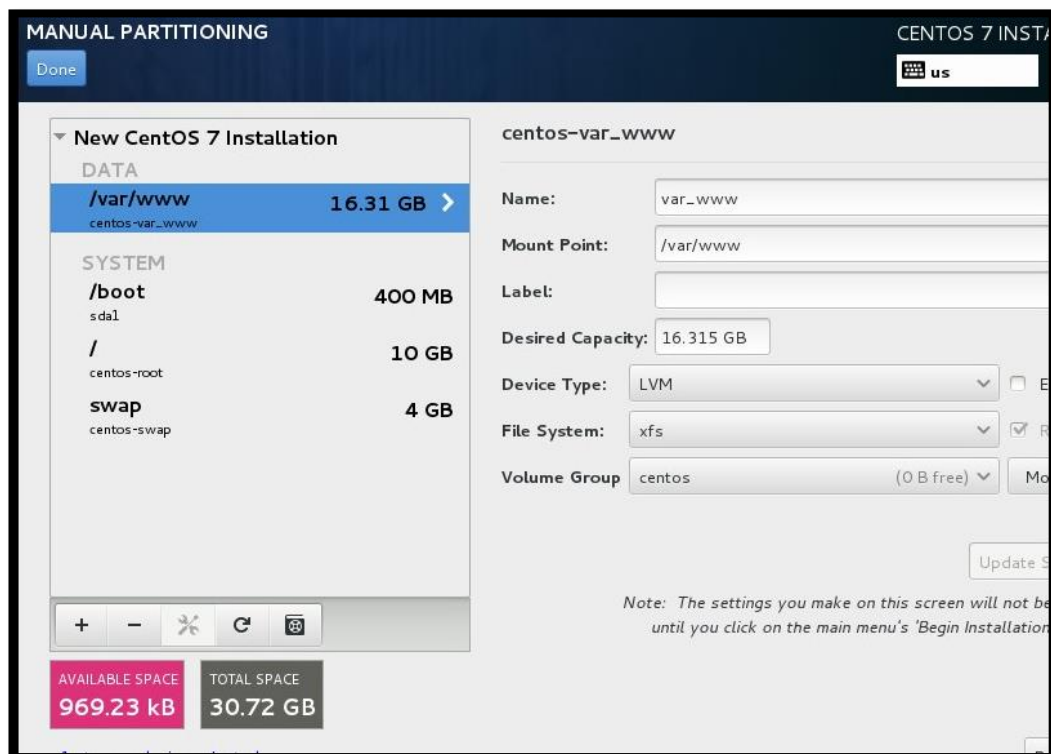 MANUAL PARTITIONING
CENTOS 7 INSTA
Done
us
New CentOS 7 Installation
DATA
/var/www 16.31 GB
centos-var_www
SYSTEM
/boot 400 MB
sda1
/ 10 GB
centos-root
swap 4 GB
centos-swap
AVAILABLE SPACE
969.23 kB
TOTAL SPACE
30.72 GB
centos-var_www
Name: var_www
Mount Point: /var/www
Label:
Desired Capacity: 16.315 GB
Device Type: LVM E
File System: xfs R
Volume Group centos (0 B free) Mo
Update S
Note: The settings you make on this screen will not be
until you click on the main menu's 'Begin Installation